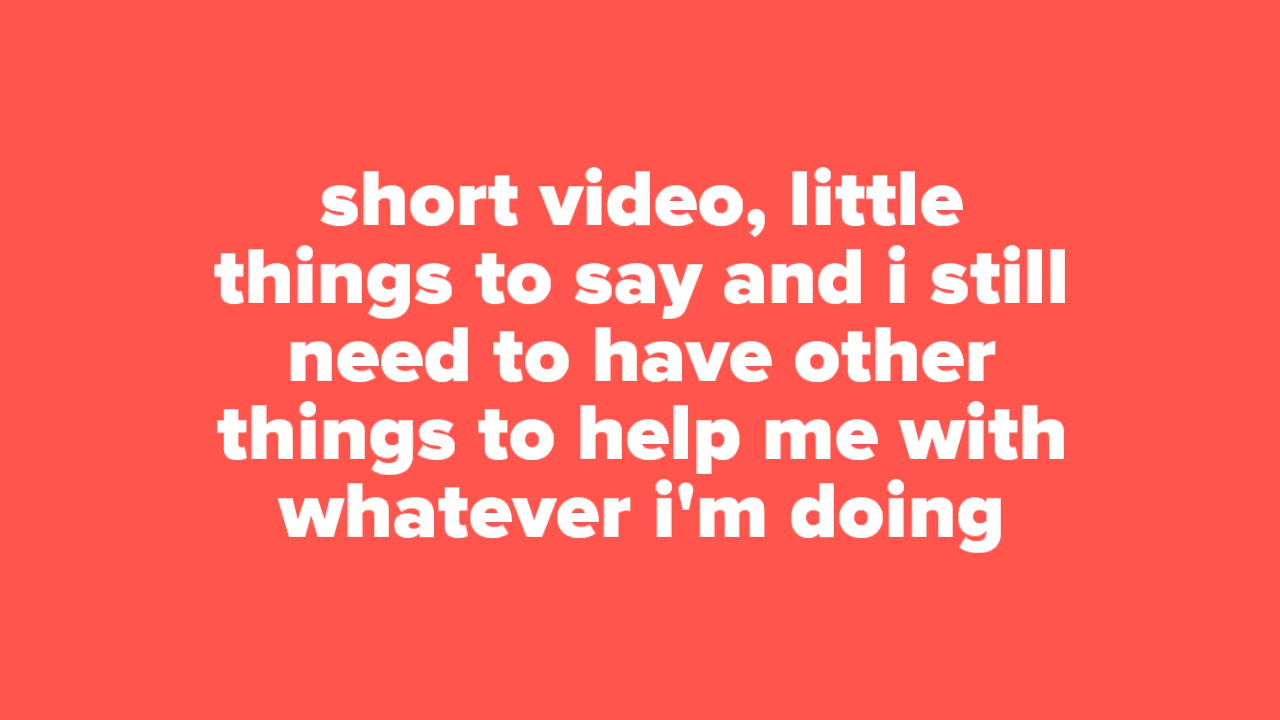 short video, little
things to say and i still
need to have other
things to help me with
whatever i'm doing